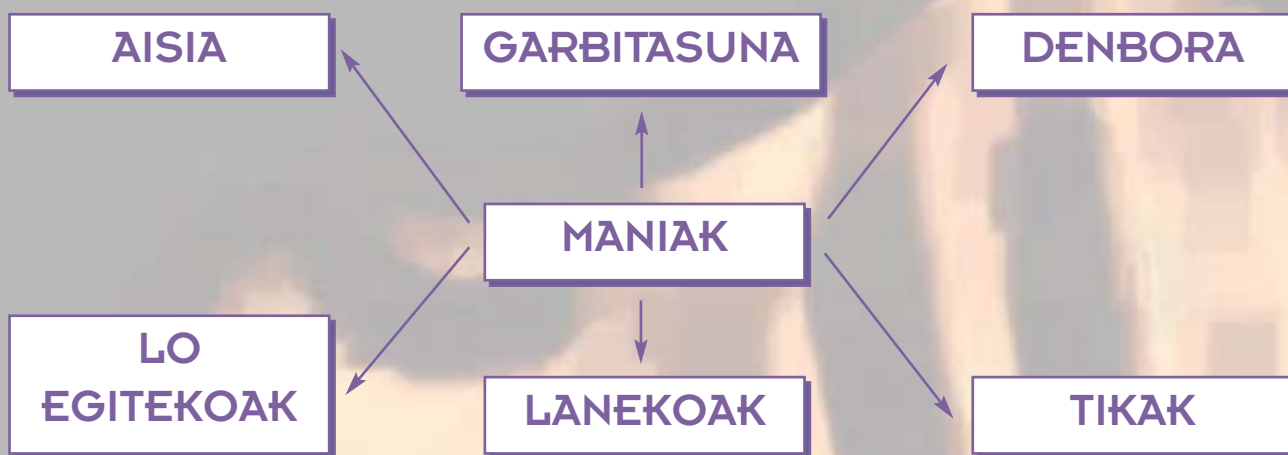 AISIA
GARBITASUNA
DENBORA
MANIAK
LO
EGITEKOAK
LANEKOAK
TIKAK